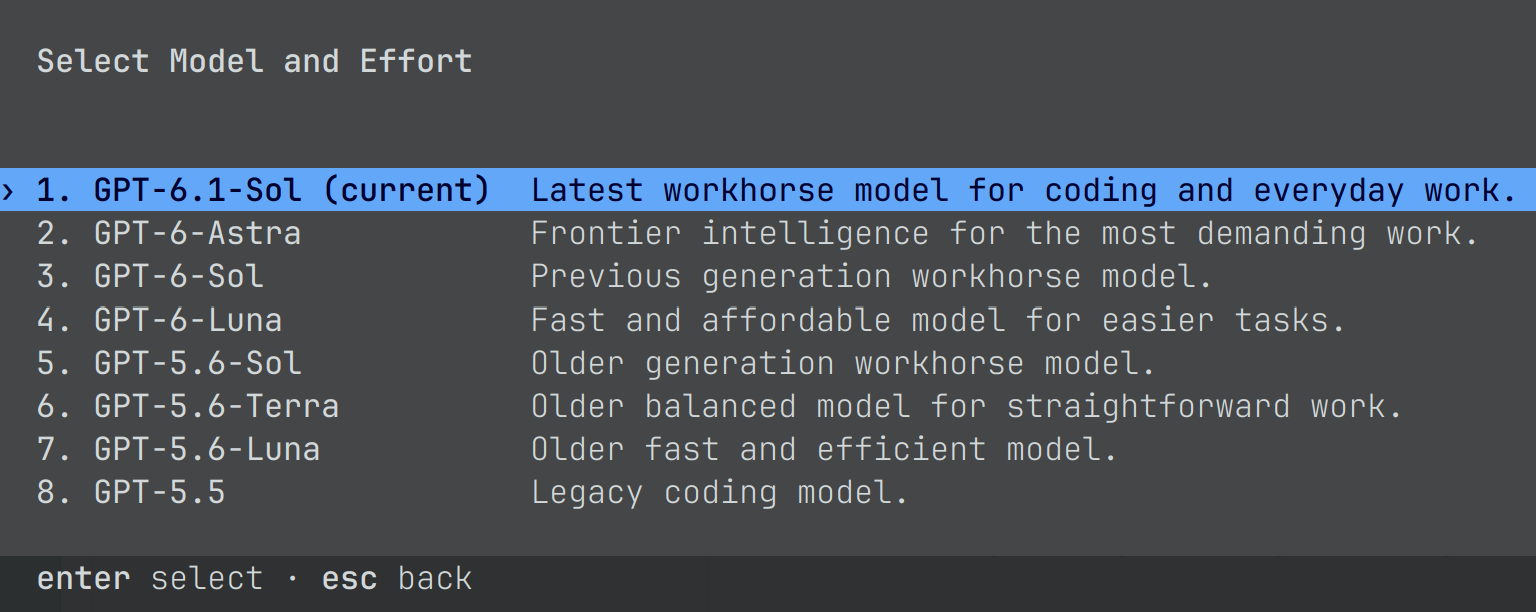 Select Model and Effort
› 1. GPT-6.1-Sol (current) Latest workhorse model for coding and everyday work.
2. GPT-6-Astra Frontier intelligence for the most demanding work.
3. GPT-6-Sol Previous generation workhorse model.
4. GPT-6-Luna Fast and affordable model for easier tasks.
5. GPT-5.6-Sol Older generation workhorse model.
6. GPT-5.6-Terra Older balanced model for straightforward work.
7. GPT-5.6-Luna Older fast and efficient model.
8. GPT-5.5 Legacy coding model.
enter select · esc back